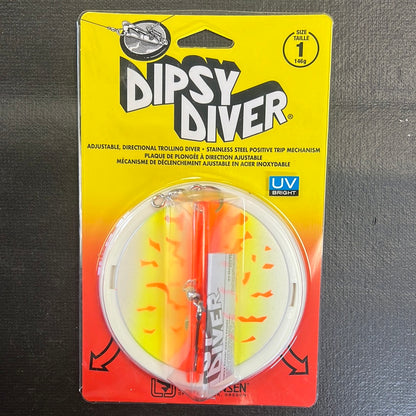 SIZE
TAILLE
1
146g
DIPSY
DIVER®
ADJUSTABLE, DIRECTIONAL TROLLING DIVER • STAINLESS STEEL POSITIVE TRIP MECHANISM
PLAQUE DE PLONGÉE À DIRECTION AJUSTABLE
MÉCANISME DE DÉCLENCHEMENT AJUSTABLE EN ACIER INOXYDABLE
UV
BRIGHT
DIVER